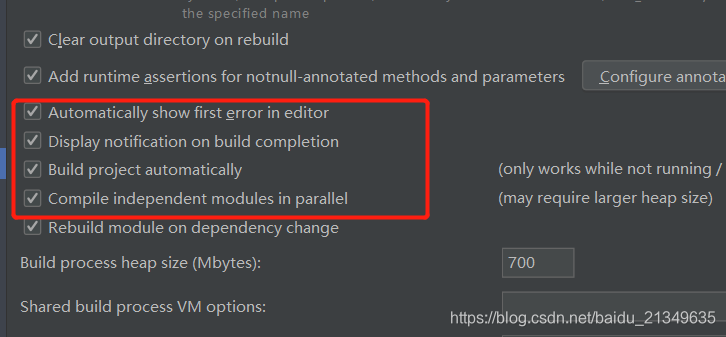 the specified name
Clear output directory on rebuild
Add runtime assertions for notnull-annotated methods and parameters Configure annota
Automatically show first error in editor
Display notification on build completion
Build project automatically (only works while not running /
Compile independent modules in parallel (may require larger heap size)
Rebuild module on dependency change
Build process heap size (Mbytes): 700
Shared build process VM options:
https://blog.csdn.net/baidu_21349635